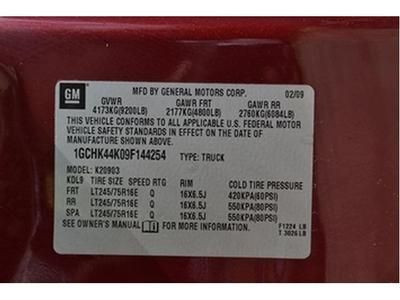 GM
MFD BY GENERAL MOTORS CORP. 02/09
GVWR GAWR FRT GAWR RR
4173KG(9200LB) 2177KG(4800LB) 2760KG(6084LB)
THIS VEHICLE CONFORMS TO ALL APPLICABLE U.S. FEDERAL MOTOR
VEHICLE SAFETY STANDARDS IN EFFECT ON THE DATE OF
MANUFACTURE SHOWN ABOVE.
1GCHK44K09F144254 TYPE: TRUCK
MODEL: K20903
KDL9 TIRE SIZE SPEED RTG RIM COLD TIRE PRESSURE
FRT LT245/75R16E Q 16X6.5J 420KPA(60PSI)
RR LT245/75R16E Q 16X6.5J 550KPA(80PSI)
SPA LT245/75R16E Q 16X6.5J 550KPA(80PSI)
SEE OWNER'S MANUAL FOR MORE INFORMATION. F1224 LB
T 3026 LB